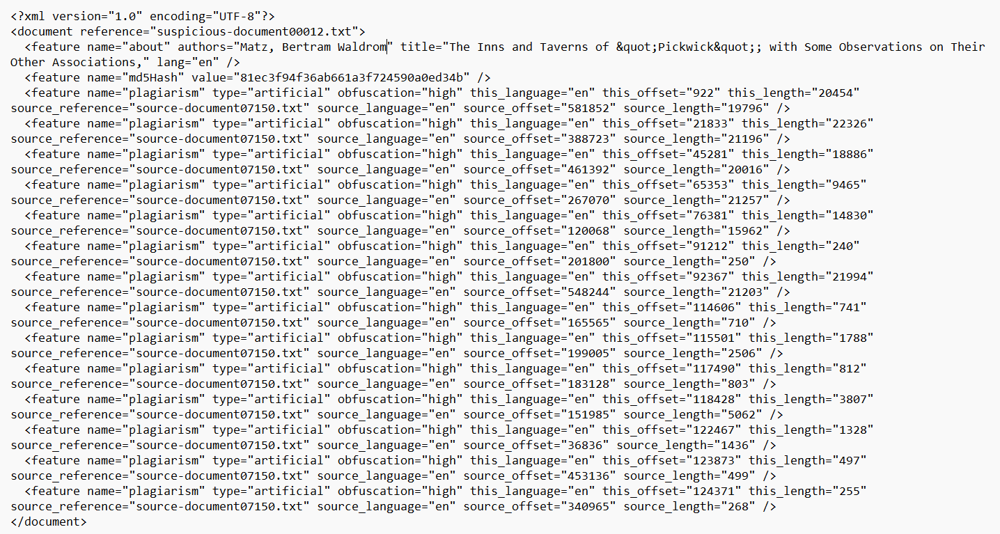 <?xml version="1.0" encoding="UTF-8"?>
<document reference="suspicious-document00012.txt">
  <feature name="about" authors="Matz, Bertram Waldrom" title="The Inns and Taverns of &quot;Pickwick&quot;; with Some Observations on Their
Other Associations," lang="en" />
  <feature name="md5Hash" value="81ec3f94f36ab661a3f724590a0ed34b" />
  <feature name="plagiarism" type="artificial" obfuscation="high" this_language="en" this_offset="922" this_length="20454"
source_reference="source-document07150.txt" source_language="en" source_offset="581852" source_length="19796" />
  <feature name="plagiarism" type="artificial" obfuscation="high" this_language="en" this_offset="21833" this_length="22326"
source_reference="source-document07150.txt" source_language="en" source_offset="388723" source_length="21196" />
  <feature name="plagiarism" type="artificial" obfuscation="high" this_language="en" this_offset="45281" this_length="18886"
source_reference="source-document07150.txt" source_language="en" source_offset="461392" source_length="20016" />
  <feature name="plagiarism" type="artificial" obfuscation="high" this_language="en" this_offset="65353" this_length="9465"
source_reference="source-document07150.txt" source_language="en" source_offset="267070" source_length="21257" />
  <feature name="plagiarism" type="artificial" obfuscation="high" this_language="en" this_offset="76381" this_length="14830"
source_reference="source-document07150.txt" source_language="en" source_offset="120068" source_length="15962" />
  <feature name="plagiarism" type="artificial" obfuscation="high" this_language="en" this_offset="91212" this_length="240"
source_reference="source-document07150.txt" source_language="en" source_offset="201800" source_length="250" />
  <feature name="plagiarism" type="artificial" obfuscation="high" this_language="en" this_offset="92367" this_length="21994"
source_reference="source-document07150.txt" source_language="en" source_offset="548244" source_length="21203" />
  <feature name="plagiarism" type="artificial" obfuscation="high" this_language="en" this_offset="114606" this_length="741"
source_reference="source-document07150.txt" source_language="en" source_offset="165565" source_length="710" />
  <feature name="plagiarism" type="artificial" obfuscation="high" this_language="en" this_offset="115501" this_length="1788"
source_reference="source-document07150.txt" source_language="en" source_offset="199005" source_length="2506" />
  <feature name="plagiarism" type="artificial" obfuscation="high" this_language="en" this_offset="117490" this_length="812"
source_reference="source-document07150.txt" source_language="en" source_offset="183128" source_length="803" />
  <feature name="plagiarism" type="artificial" obfuscation="high" this_language="en" this_offset="118428" this_length="3807"
source_reference="source-document07150.txt" source_language="en" source_offset="151985" source_length="5062" />
  <feature name="plagiarism" type="artificial" obfuscation="high" this_language="en" this_offset="122467" this_length="1328"
source_reference="source-document07150.txt" source_language="en" source_offset="36836" source_length="1436" />
  <feature name="plagiarism" type="artificial" obfuscation="high" this_language="en" this_offset="123873" this_length="497"
source_reference="source-document07150.txt" source_language="en" source_offset="453136" source_length="499" />
  <feature name="plagiarism" type="artificial" obfuscation="high" this_language="en" this_offset="124371" this_length="255"
source_reference="source-document07150.txt" source_language="en" source_offset="340965" source_length="268" />
</document>